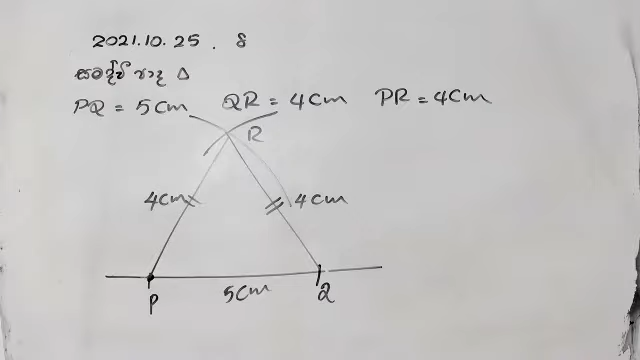 2021.10.25 . 8
සමද්වි පාද Δ
PQ = 5cm QR = 4cm PR = 4cm
R
4cm 4cm
P 5cm Q